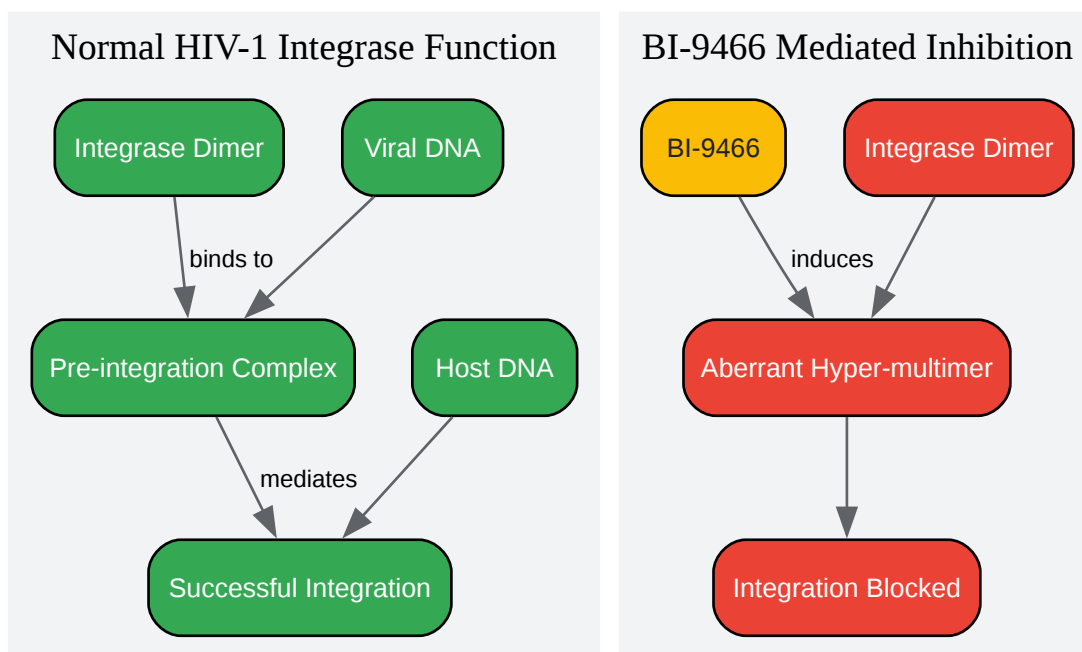 Normal HIV-1 Integrase Function
Integrase Dimer
Viral DNA
binds to
Pre-integration Complex
Host DNA
mediates
Successful Integration
BI-9466 Mediated Inhibition
BI-9466
Integrase Dimer
induces
Aberrant Hyper-multimer
Integration Blocked